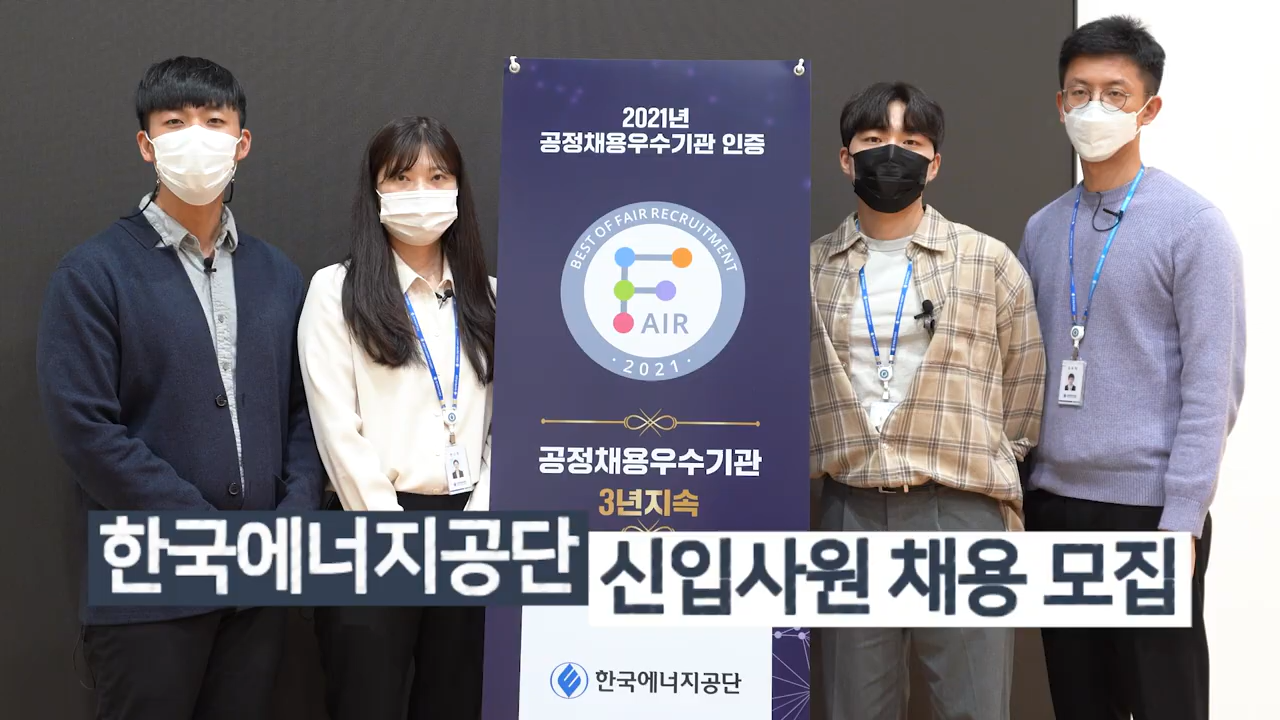 2021년
공정채용우수기관 인증
BEST OF FAIR RECRUITMENT
FAIR
· 2021 ·
공정채용우수기관
3년지속
한국에너지공단
신입사원 채용 모집
한국에너지공단